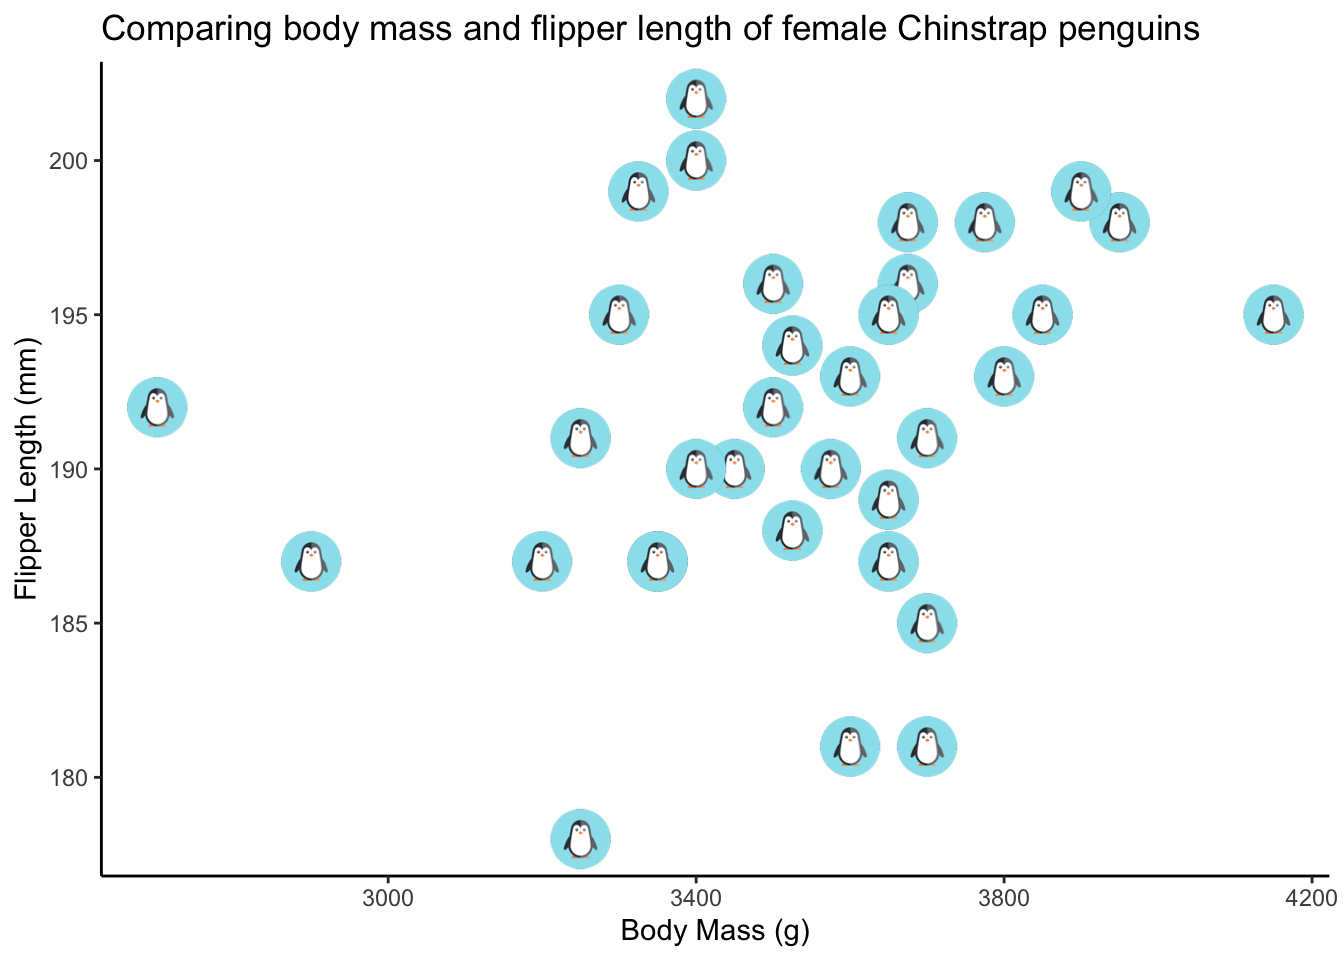 Comparing body mass and flipper length of female Chinstrap penguins
Flipper Length (mm)
200
195
190
185
180
3000 3400 3800 4200
Body Mass (g)